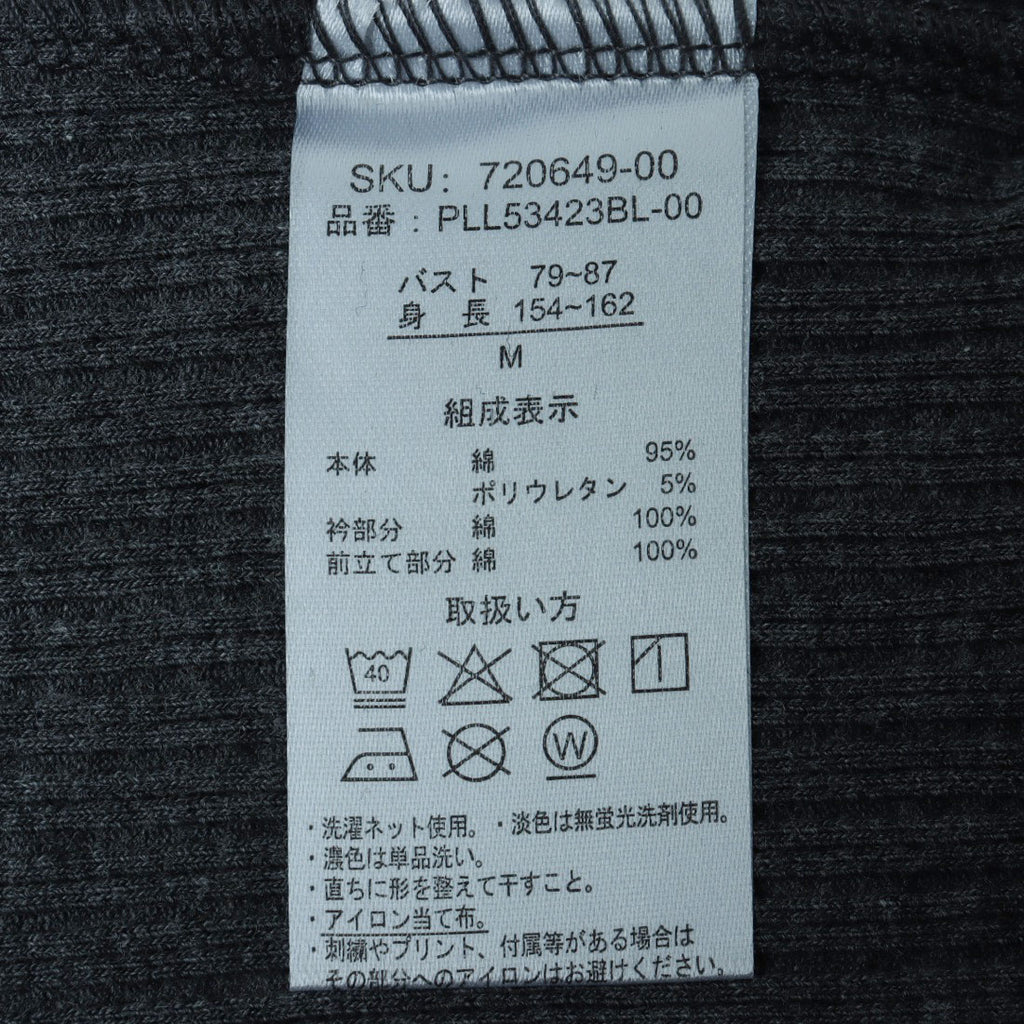 SKU: 720649-00
品番 : PLL53423BL-00
バスト 79~87
身 長 154~162
M
組成表示
本体 綿 95%
ポリウレタン 5%
衿部分 綿 100%
前立て部分 綿 100%
取扱い方
40
W
・洗濯ネット使用。・淡色は無蛍光洗剤使用。
・濃色は単品洗い。
・直ちに形を整えて干すこと。
・アイロン当て布。
・刺繍やプリント、付属等がある場合は
その部分へのアイロンはお避けください。